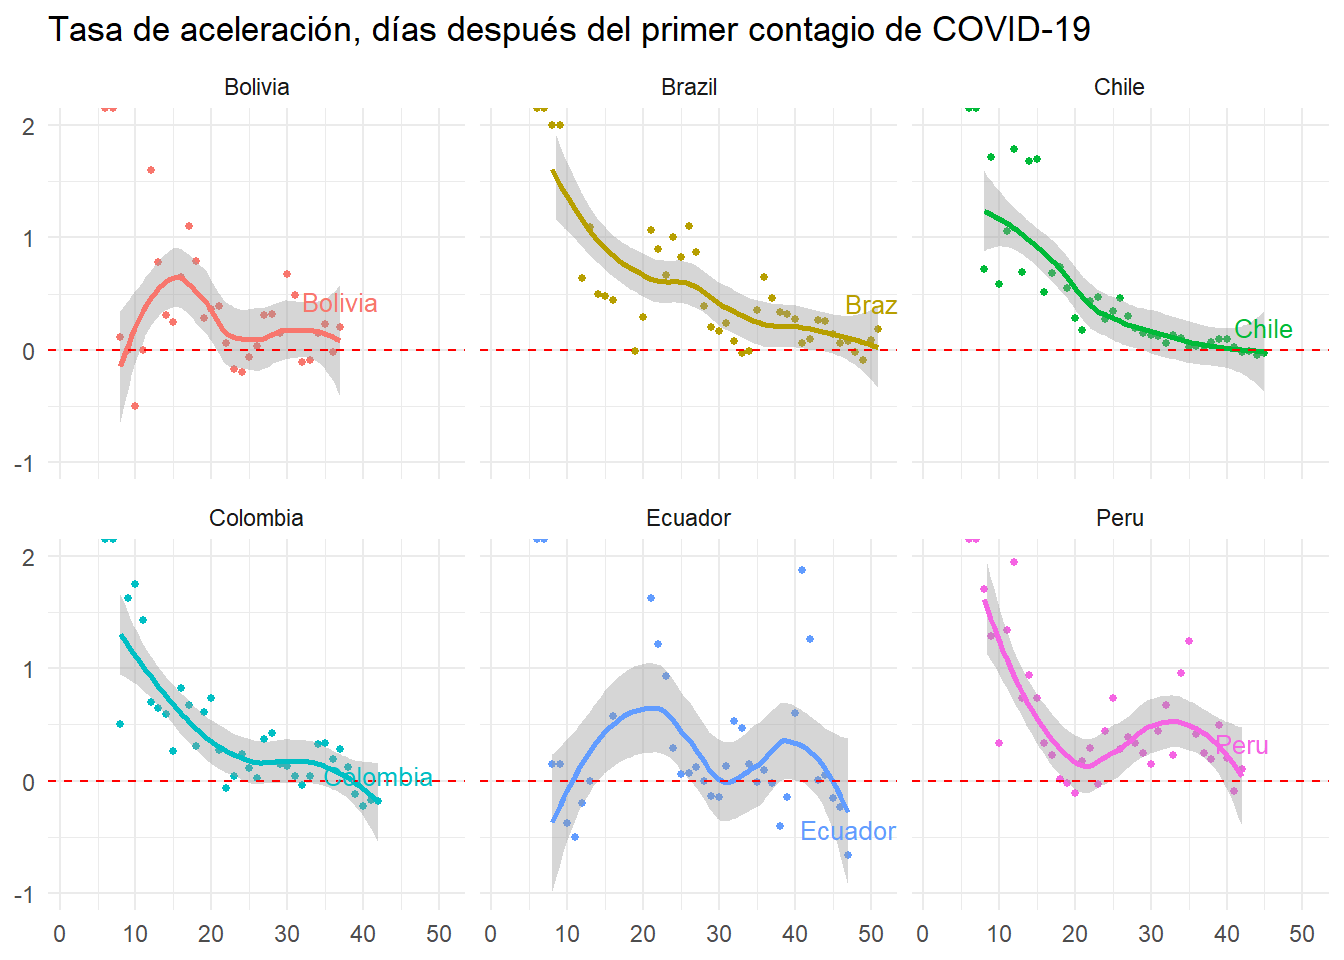 Tasa de aceleración, días después del primer contagio de COVID-19
Bolivia
Brazil
Chile
2
1
0
-1
Bolivia
Braz
Chile
Colombia
Ecuador
Peru
2
1
0
-1
Colombia
Ecuador
Peru
0 10 20 30 40 50
0 10 20 30 40 50
0 10 20 30 40 50